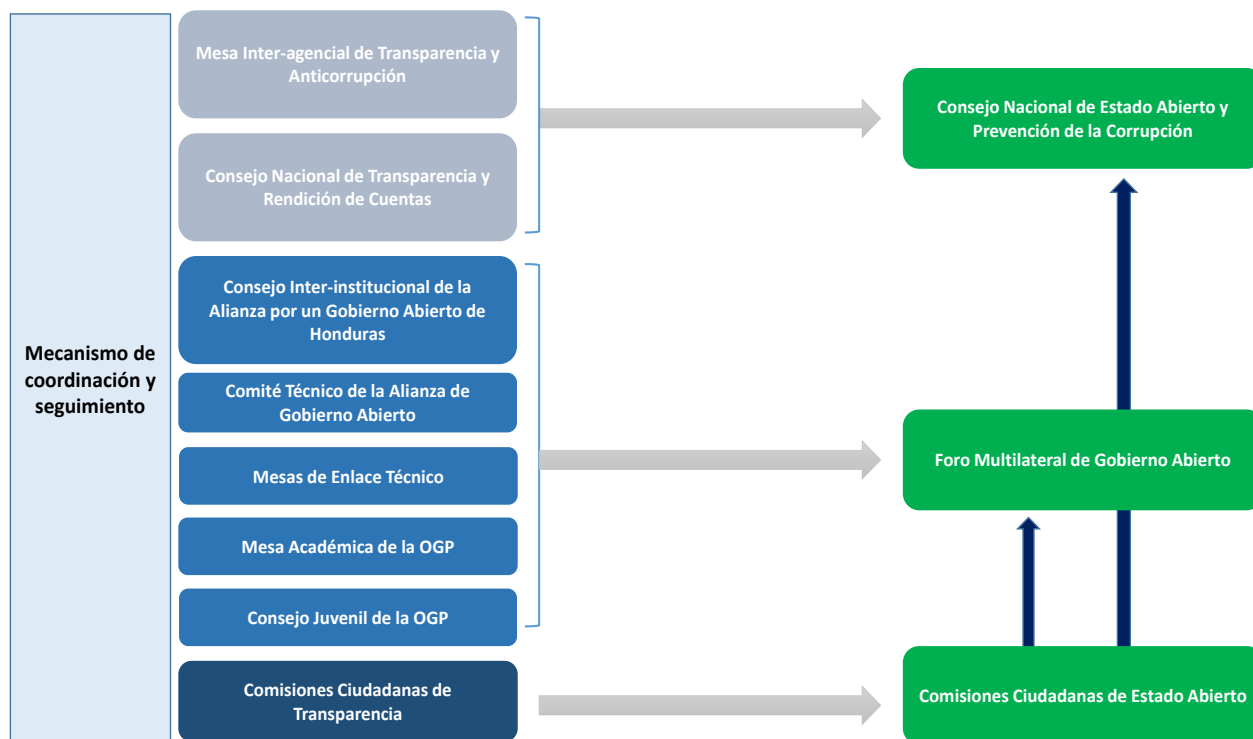 Mecanismo de
coordinación y
seguimiento
Mesa Inter-agencial de Transparencia y
Anticorrupción
Consejo Nacional de Transparencia y
Rendición de Cuentas
Consejo Inter-institucional de la
Alianza por un Gobierno Abierto de
Honduras
Comité Técnico de la Alianza de
Gobierno Abierto
Mesas de Enlace Técnico
Mesa Académica de la OGP
Consejo Juvenil de la OGP
Comisiones Ciudadanas de
Transparencia
Consejo Nacional de Estado Abierto y
Prevención de la Corrupción
Foro Multilateral de Gobierno Abierto
Comisiones Ciudadanas de Estado Abierto